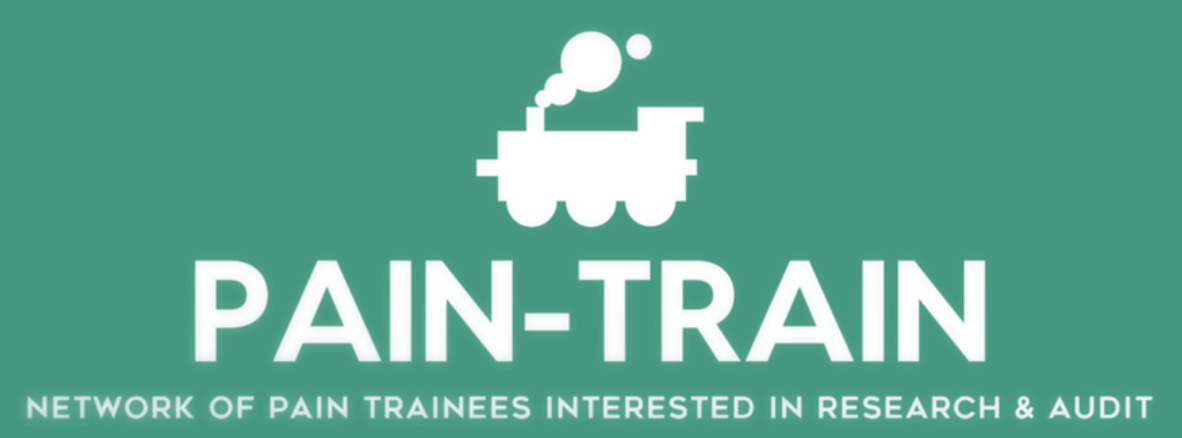 PAIN-TRAIN
NETWORK OF PAIN TRAINEES INTERESTED IN RESEARCH & AUDIT